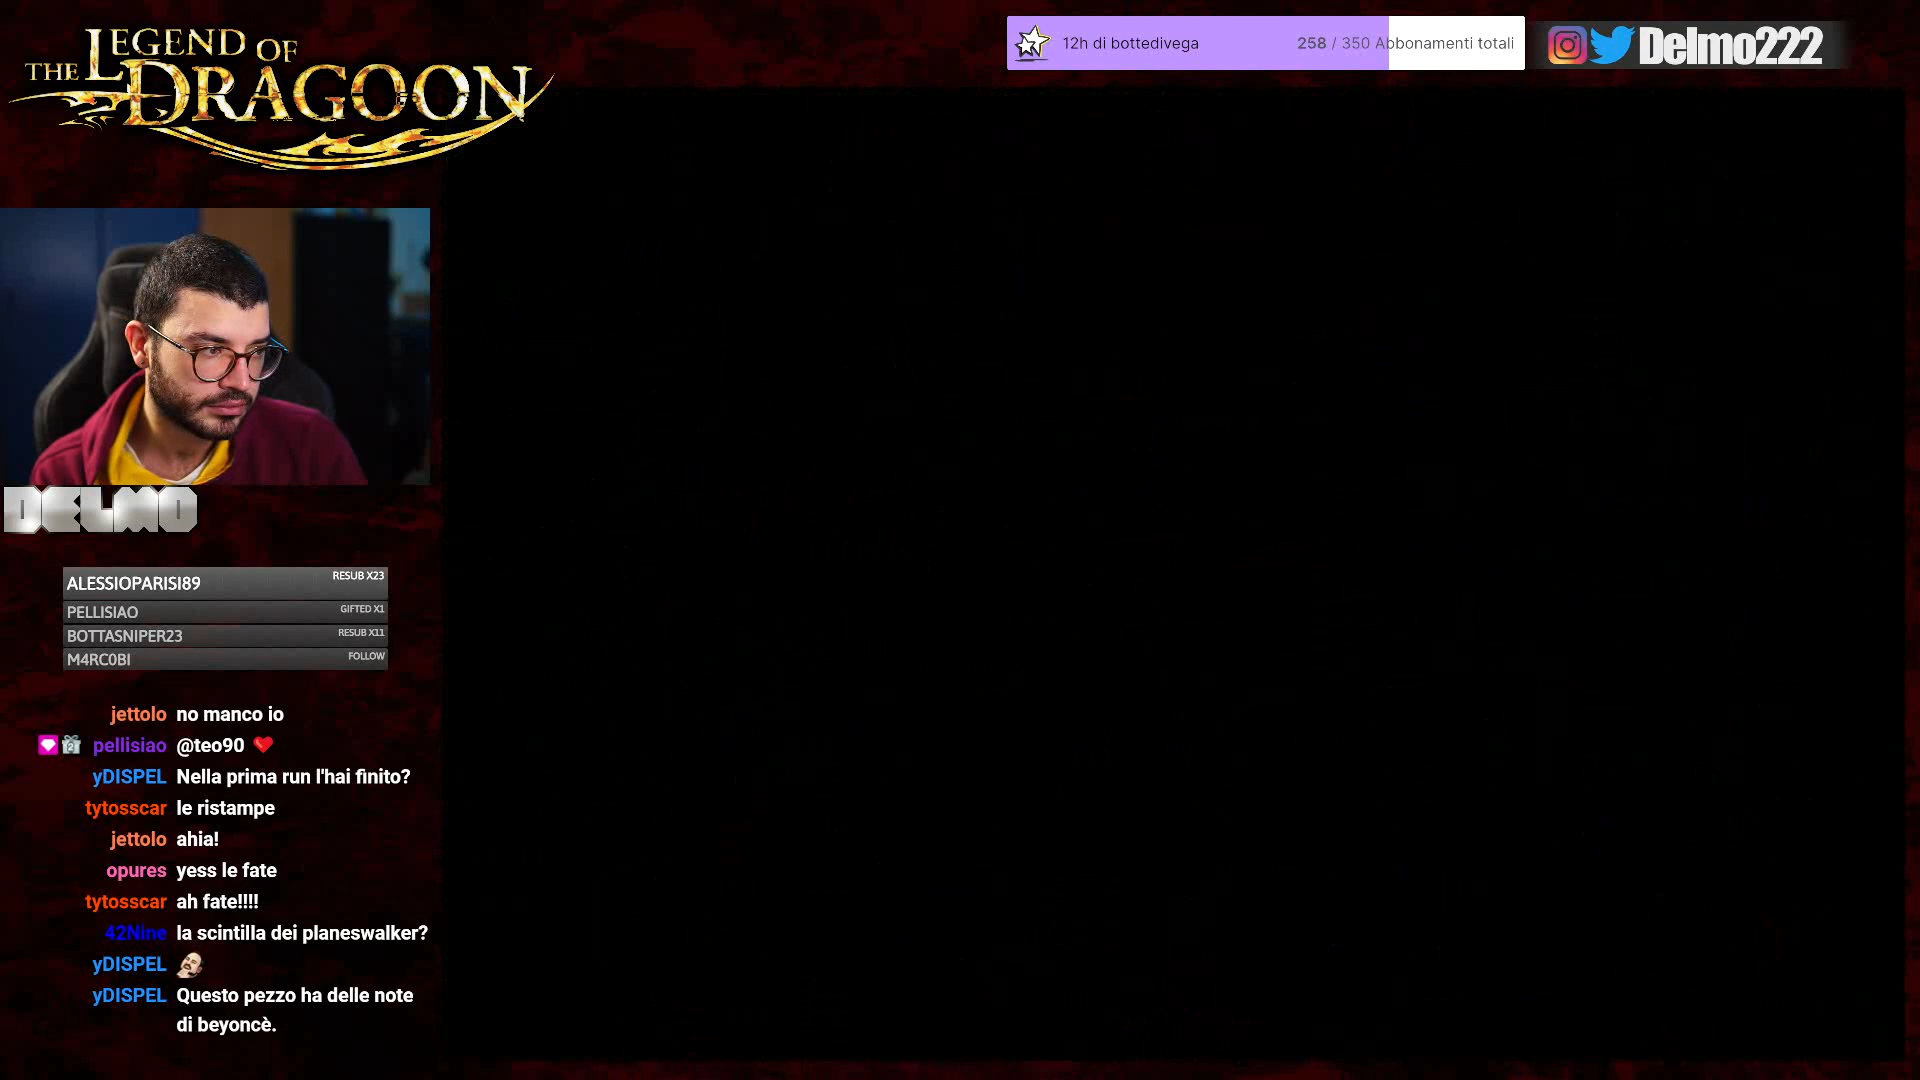 THE LEGEND OF
DRAGOON
12h di bottedivega 258 / 350 Abbonamenti totali
Delmo222
DELMO
ALESSIOPARISI89 RESUB X23
PELLISIAO GIFTED X1
BOTTASNIPER23 RESUB X11
M4RC0BI FOLLOW
jettolo no manco io
2 pellisiao @teo90 ❤
yDISPEL Nella prima run l'hai finito?
tytosscar le ristampe
jettolo ahia!
opures yess le fate
tytosscar ah fate!!!!
42Nine la scintilla dei planeswalker?
yDISPEL
yDISPEL Questo pezzo ha delle note
di beyoncè.